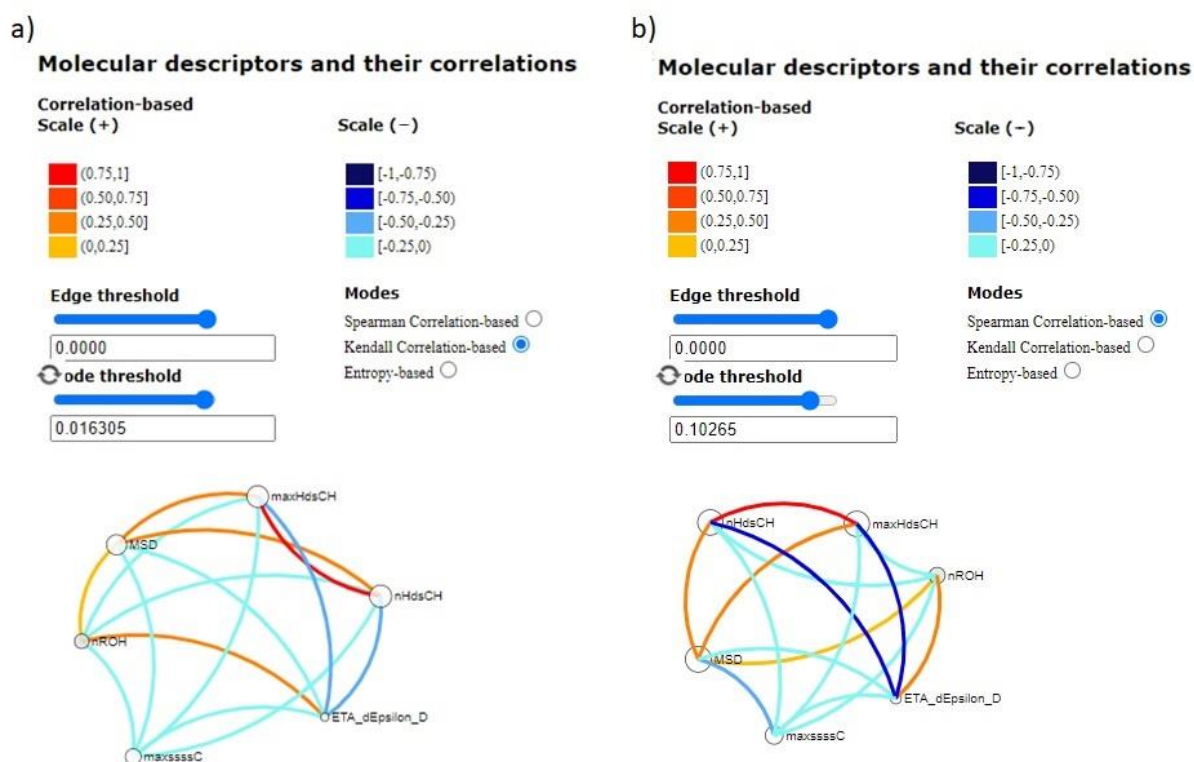 a)
Molecular descriptors and their correlations
Correlation-based
Scale (+)
Scale (−)
(0.75,1]
(0.50,0.75]
(0.25,0.50]
(0,0.25]
[-1,-0.75)
[-0.75,-0.50)
[-0.50,-0.25)
[-0.25,0)
Edge threshold
0.0000
ode threshold
0.016305
Modes
Spearman Correlation-based
Kendall Correlation-based
Entropy-based
maxHdsCH
MSD
nHdsCH
nROH
ETA_dEpsilon_D
maxssssC
b)
Molecular descriptors and their correlations
Correlation-based
Scale (+)
Scale (−)
(0.75,1]
(0.50,0.75]
(0.25,0.50]
(0,0.25]
[-1,-0.75)
[-0.75,-0.50)
[-0.50,-0.25)
[-0.25,0)
Edge threshold
0.0000
ode threshold
0.10265
Modes
Spearman Correlation-based
Kendall Correlation-based
Entropy-based
nHdsCH
maxHdsCH
nROH
MSD
ETA_dEpsilon_D
maxssssC